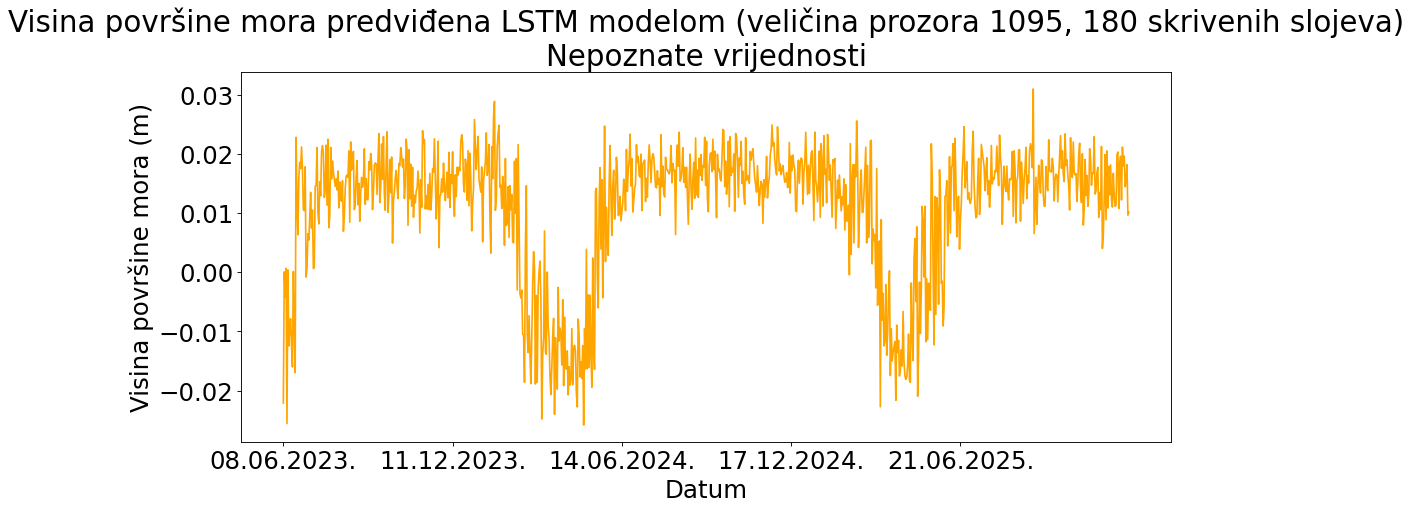 Visina površine mora predviđena LSTM modelom (veličina prozora 1095, 180 skrivenih slojeva)
Nepoznate vrijednosti
Visina površine mora (m)
0.03
0.02
0.01
0.00
−0.01
−0.02
08.06.2023. 11.12.2023. 14.06.2024. 17.12.2024. 21.06.2025.
Datum